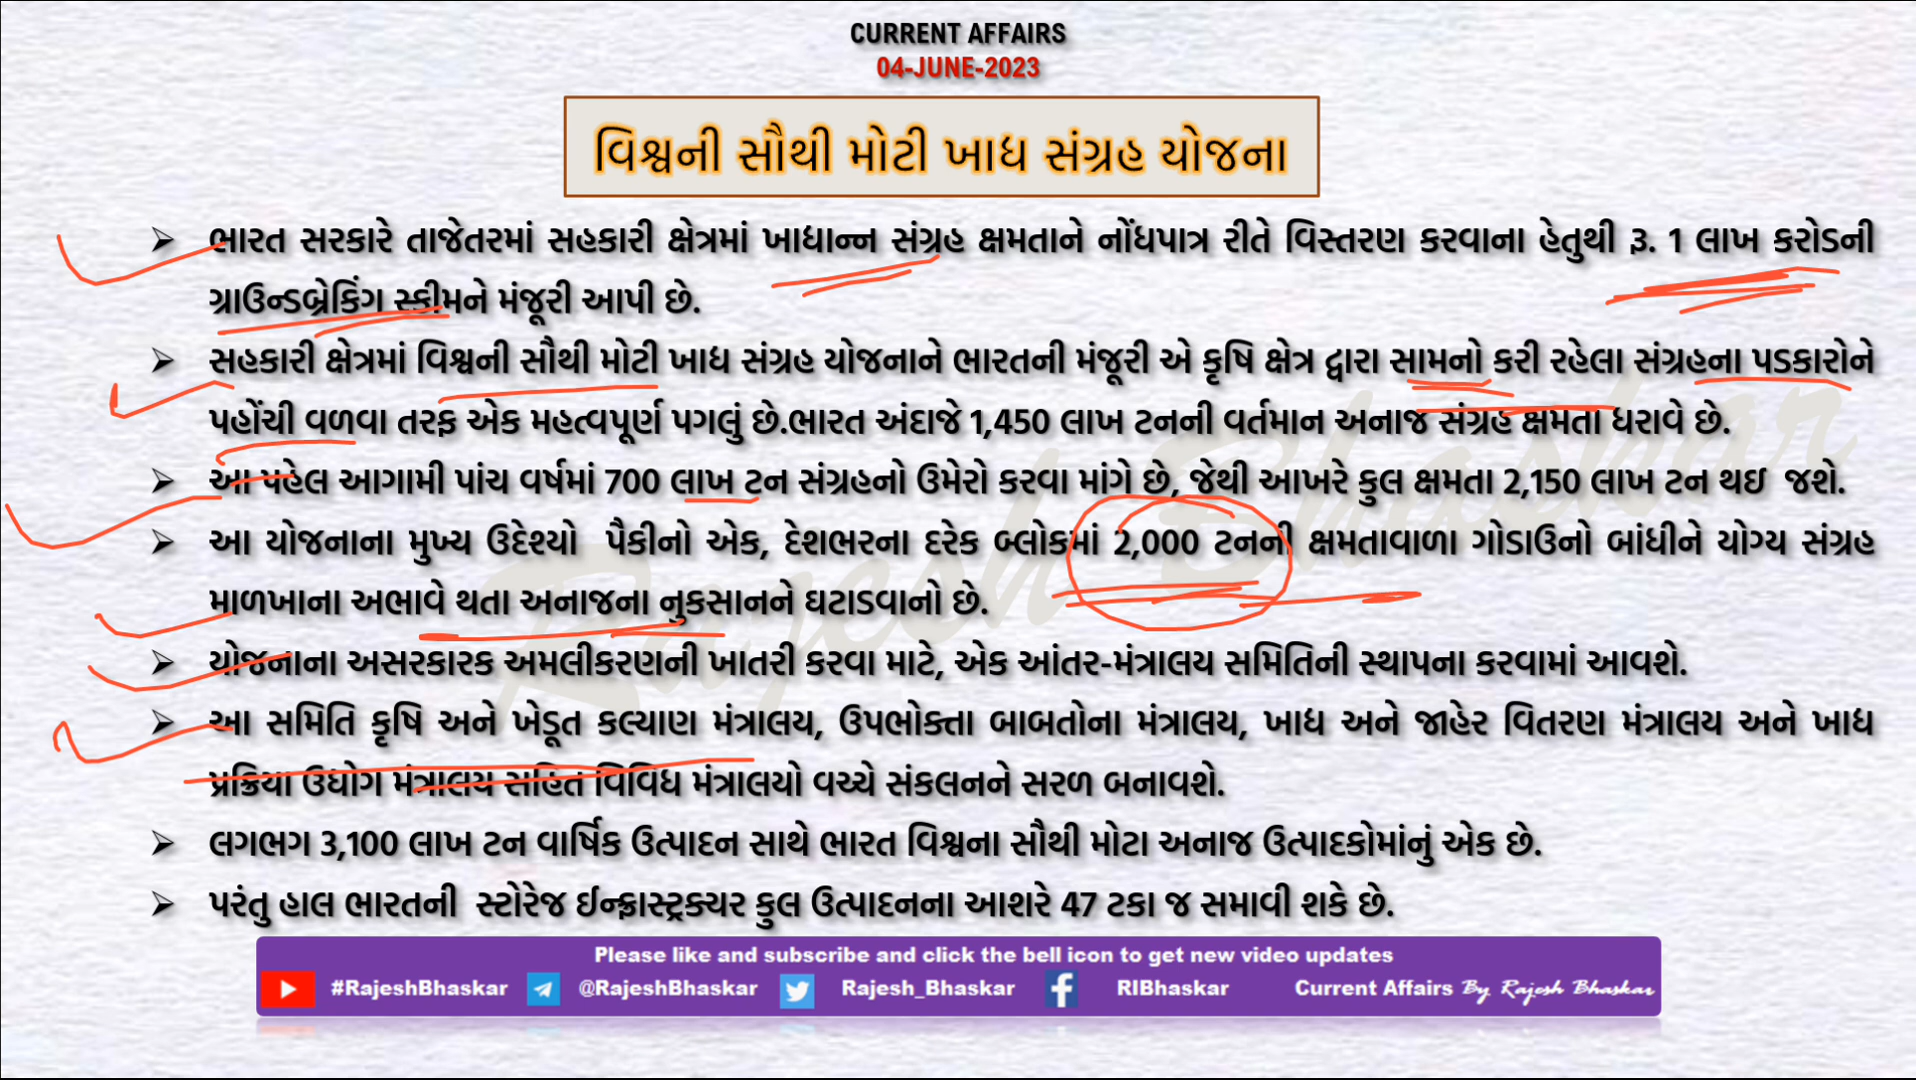 CURRENT AFFAIRS
04-JUNE-2023
વિશ્વની સૌથી મોટી ખાદ્ય સંગ્રહ યોજના
➢ ભારત સરકારે તાજેતરમાં સહકારી ક્ષેત્રમાં ખાદ્યાન્ન સંગ્રહ ક્ષમતાને નોંધપાત્ર રીતે વિસ્તરણ કરવાના હેતુથી રૂ. 1 લાખ કરોડની
ગ્રાઉન્ડબ્રેકિંગ સ્કીમને મંજૂરી આપી છે.
➢ સહકારી ક્ષેત્રમાં વિશ્વની સૌથી મોટી ખાદ્ય સંગ્રહ યોજનાને ભારતની મંજૂરી એ કૃષિ ક્ષેત્ર દ્વારા સામનો કરી રહેલા સંગ્રહના પડકારોને
પહોંચી વળવા તરફ એક મહત્વપૂર્ણ પગલું છે.ભારત અંદાજે 1,450 લાખ ટનની વર્તમાન અનાજ સંગ્રહ ક્ષમતા ધરાવે છે.
➢ આ પહેલ આગામી પાંચ વર્ષમાં 700 લાખ ટન સંગ્રહનો ઉમેરો કરવા માંગે છે, જેથી આખરે કુલ ક્ષમતા 2,150 લાખ ટન થઇ જશે.
➢ આ યોજનાના મુખ્ય ઉદેશ્યો પૈકીનો એક, દેશભરના દરેક બ્લોકમાં 2,000 ટનની ક્ષમતાવાળા ગોડાઉનો બાંધીને યોગ્ય સંગ્રહ
માળખાના અભાવે થતા અનાજના નુકસાનને ઘટાડવાનો છે.
➢ યોજનાના અસરકારક અમલીકરણની ખાતરી કરવા માટે, એક આંતર-મંત્રાલય સમિતિની સ્થાપના કરવામાં આવશે.
➢ આ સમિતિ કૃષિ અને ખેડૂત કલ્યાણ મંત્રાલય, ઉપભોક્તા બાબતોના મંત્રાલય, ખાદ્ય અને જાહેર વિતરણ મંત્રાલય અને ખાદ્ય
પ્રક્રિયા ઉદ્યોગ મંત્રાલય સહિત વિવિધ મંત્રાલયો વચ્ચે સંકલનને સરળ બનાવશે.
➢ લગભગ 3,100 લાખ ટન વાર્ષિક ઉત્પાદન સાથે ભારત વિશ્વના સૌથી મોટા અનાજ ઉત્પાદકોમાંનું એક છે.
➢ પરંતુ હાલ ભારતની સ્ટોરેજ ઈન્ફ્રાસ્ટ્રક્ચર કુલ ઉત્પાદનના આશરે 47 ટકા જ સમાવી શકે છે.
Rajesh Bhaskar
Please like and subscribe and click the bell icon to get new video updates
#RajeshBhaskar @RajeshBhaskar Rajesh_Bhaskar RIBhaskar Current Affairs By Rajesh Bhaskar